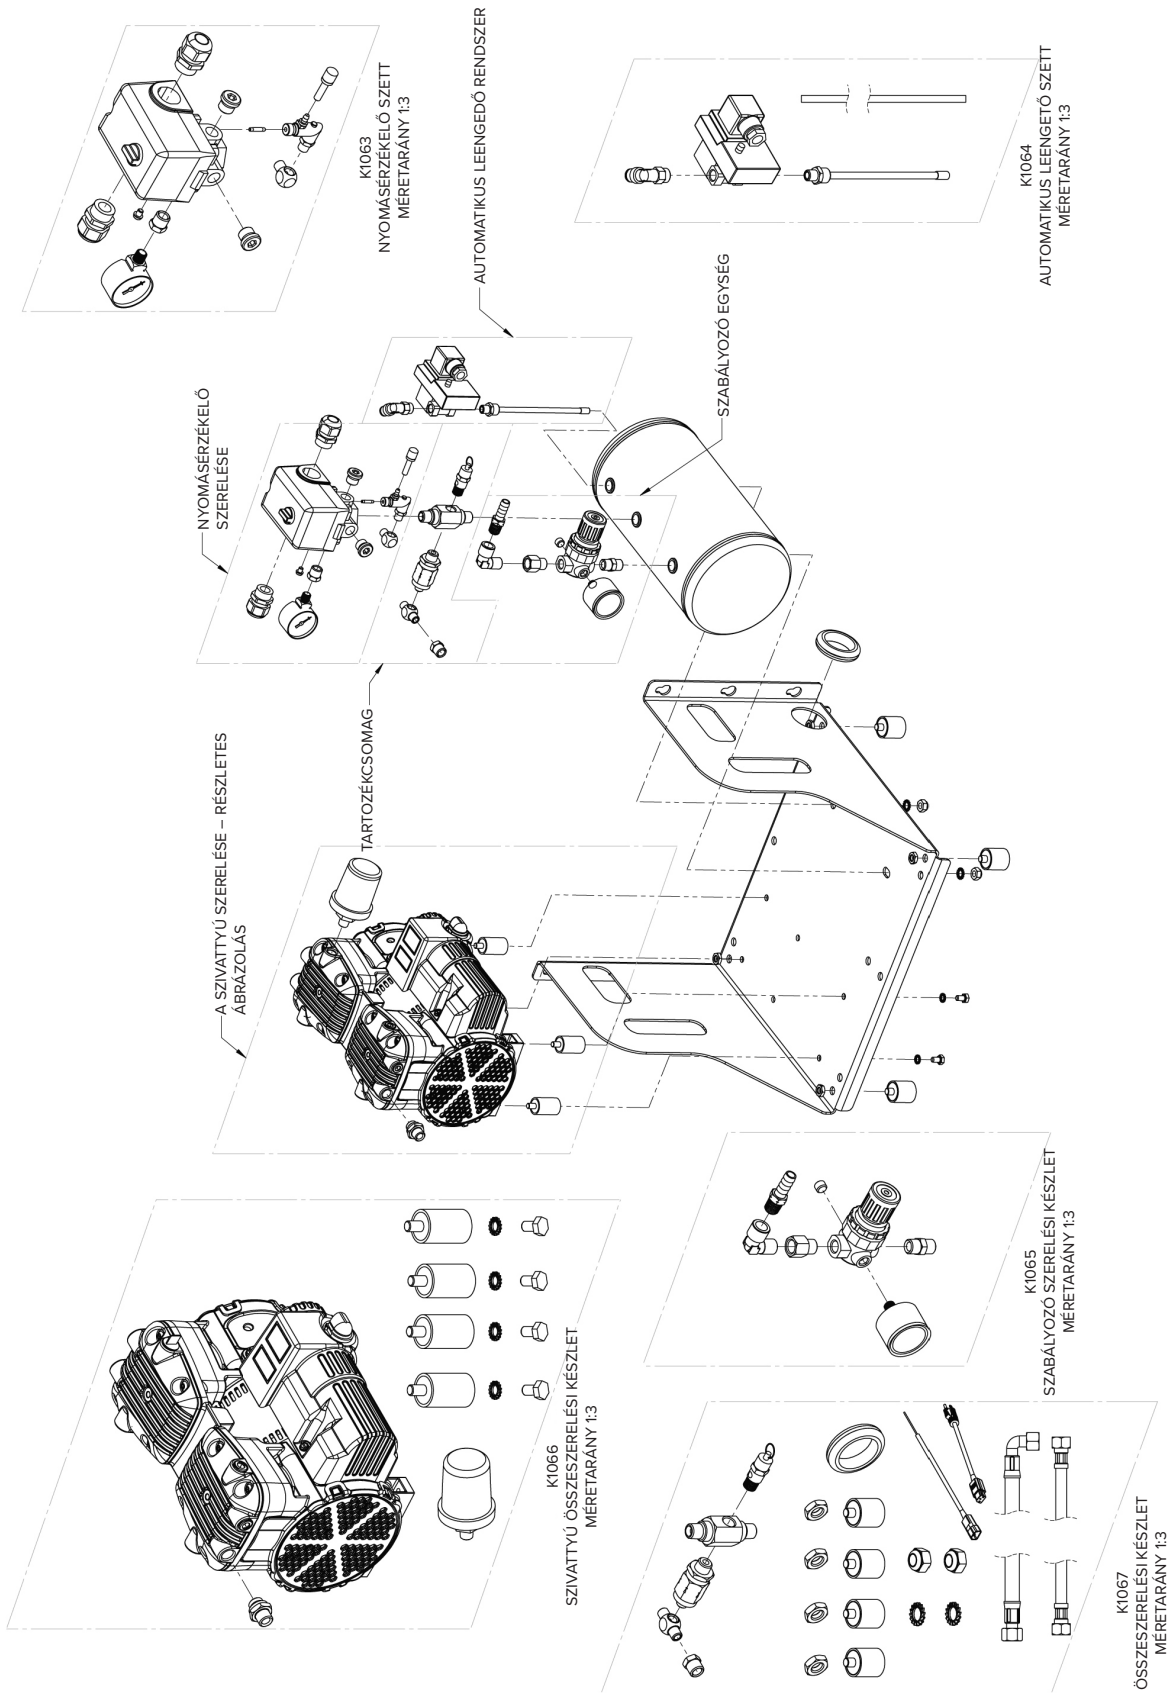 K1063
NYOMÁSÉRZÉKELŐ SZETT
MÉRETARÁNY 1:3
AUTOMATIKUS LEENGEDŐ RENDSZER
K1064
AUTOMATIKUS LEENGETŐ SZETT
MÉRETARÁNY 1:3
NYOMÁSÉRZÉKELŐ
SZERELÉSE
SZABÁLYOZÓ EGYSÉG
TARTOZÉKCSOMAG
A SZIVATTYÚ SZERELÉSE – RÉSZLETES
ÁBRÁZOLÁS
K1066
SZIVATTYÚ ÖSSZESZERELÉSI KÉSZLET
MÉRETARÁNY 1:3
K1065
SZABÁLYOZÓ SZERELÉSI KÉSZLET
MÉRETARÁNY 1:3
K1067
ÖSSZESZERELÉSI KÉSZLET
MÉRETARÁNY 1:3